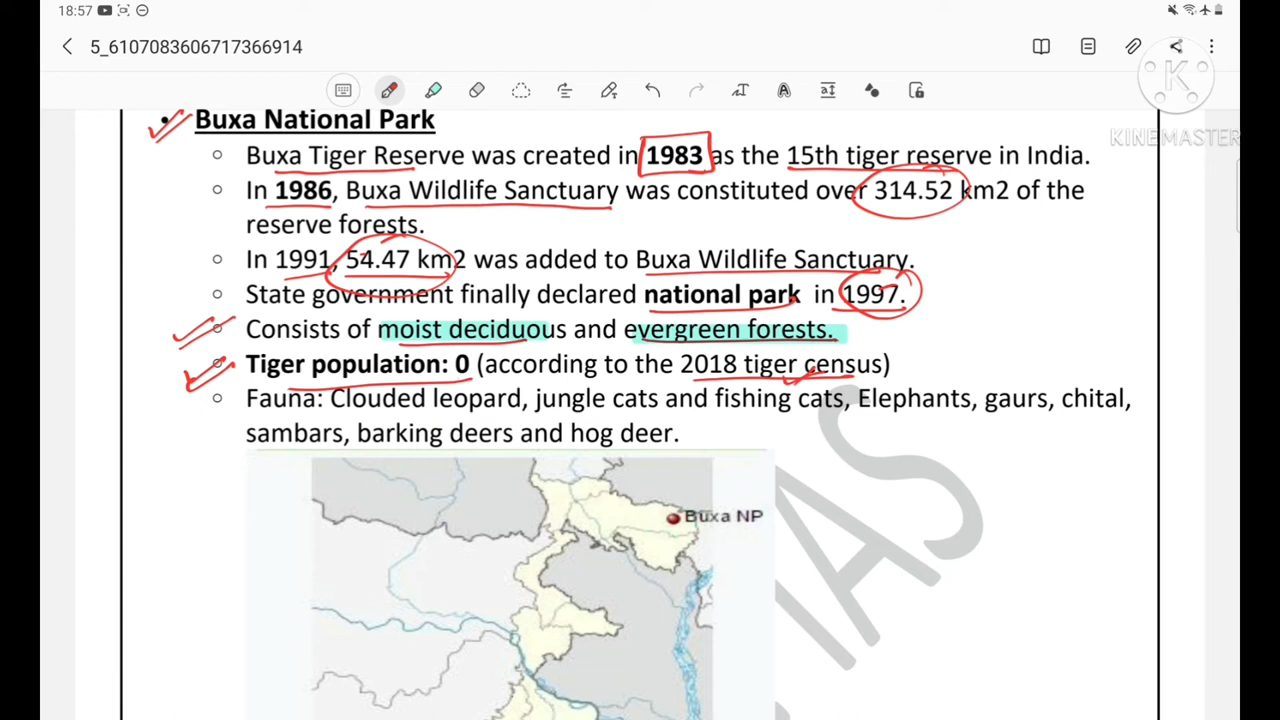 18:57
5_6107083606717366914
K
KINEMASTER
• Buxa National Park
○ Buxa Tiger Reserve was created in 1983 as the 15th tiger reserve in India.
○ In 1986, Buxa Wildlife Sanctuary was constituted over 314.52 km2 of the
reserve forests.
○ In 1991, 54.47 km2 was added to Buxa Wildlife Sanctuary.
○ State government finally declared national park in 1997.
○ Consists of moist deciduous and evergreen forests.
○ Tiger population: 0 (according to the 2018 tiger census)
○ Fauna: Clouded leopard, jungle cats and fishing cats, Elephants, gaurs, chital,
sambars, barking deers and hog deer.
Buxa NP
IAS